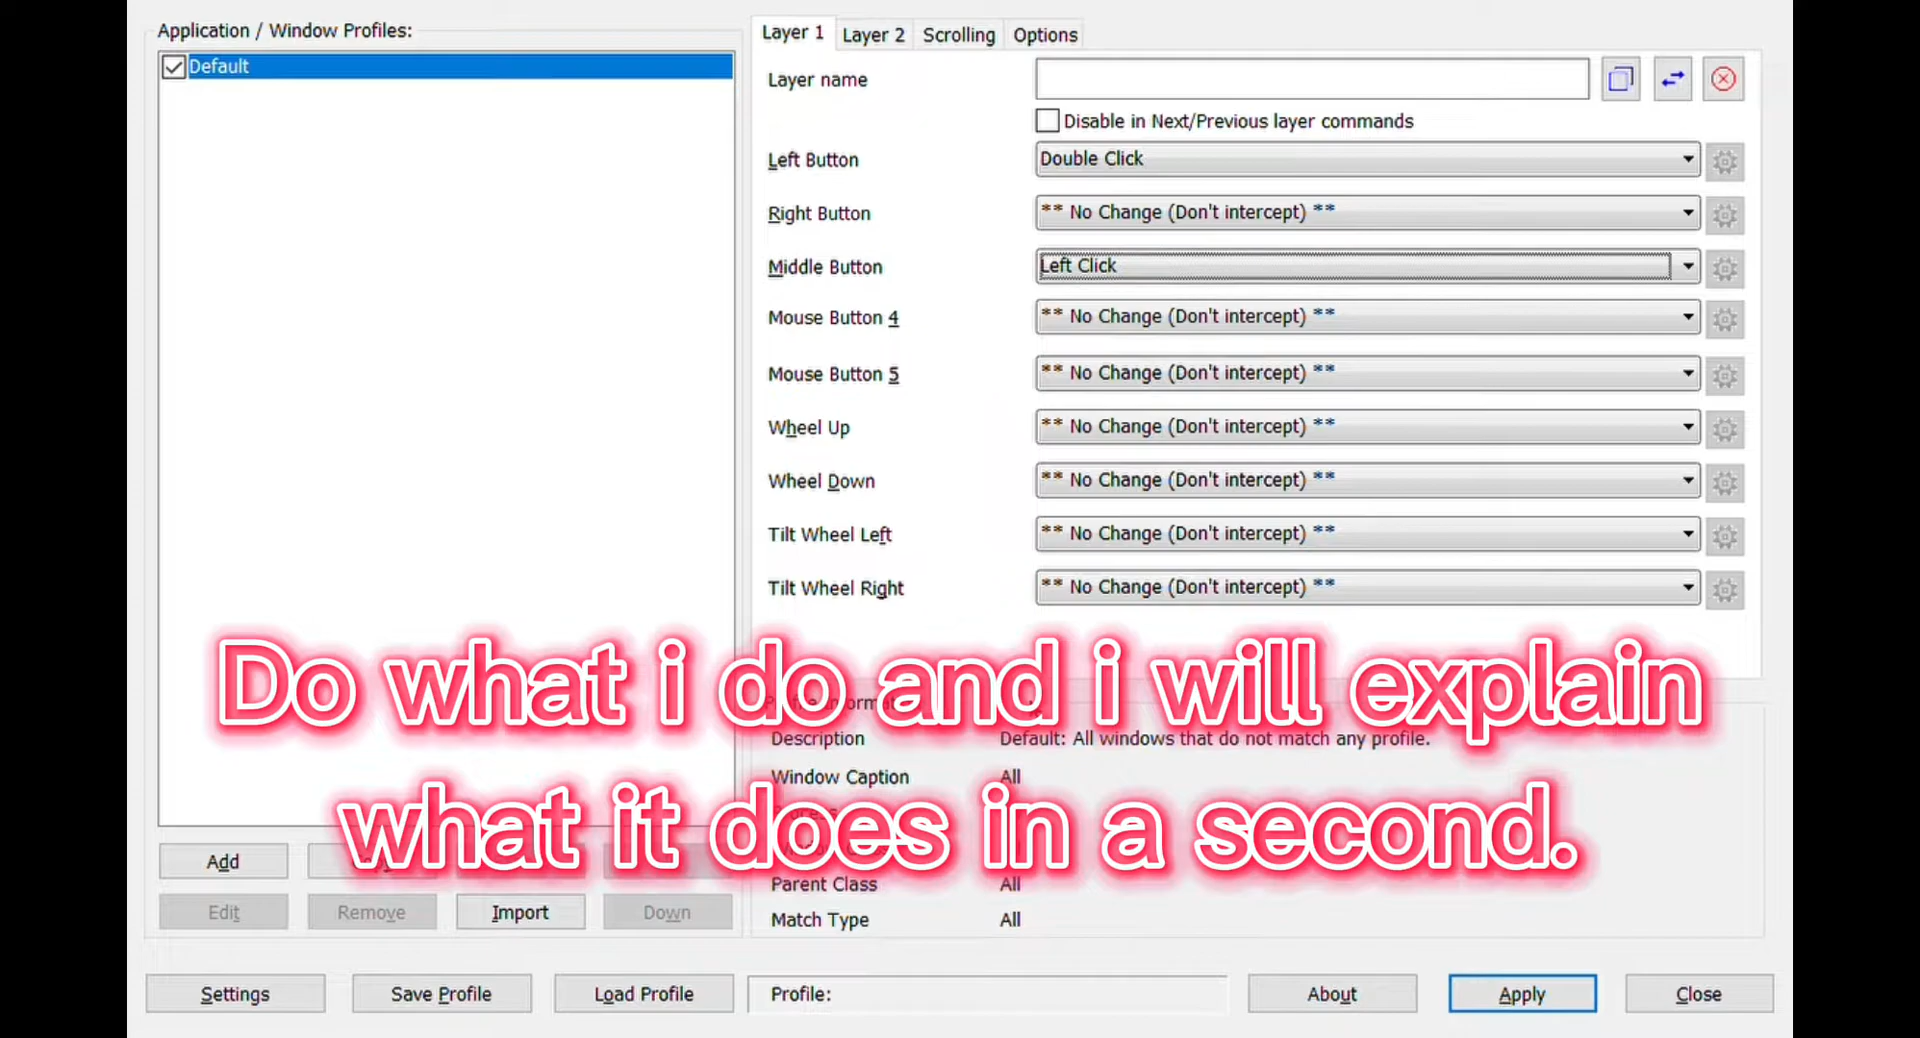 Application / Window Profiles:
Default
Layer 1
Layer 2
Scrolling
Options
Layer name
Disable in Next/Previous layer commands
Left Button
Double Click
Right Button
** No Change (Don't intercept) **
Middle Button
Left Click
Mouse Button 4
** No Change (Don't intercept) **
Mouse Button 5
** No Change (Don't intercept) **
Wheel Up
** No Change (Don't intercept) **
Wheel Down
** No Change (Don't intercept) **
Tilt Wheel Left
** No Change (Don't intercept) **
Tilt Wheel Right
** No Change (Don't intercept) **
Do what i do and i will explain
what it does in a second.
Description
Default: All windows that do not match any profile.
Window Caption
All
Parent Class
All
Match Type
All
Add
Edit
Remove
Import
Down
Settings
Save Profile
Load Profile
Profile:
About
Apply
Close